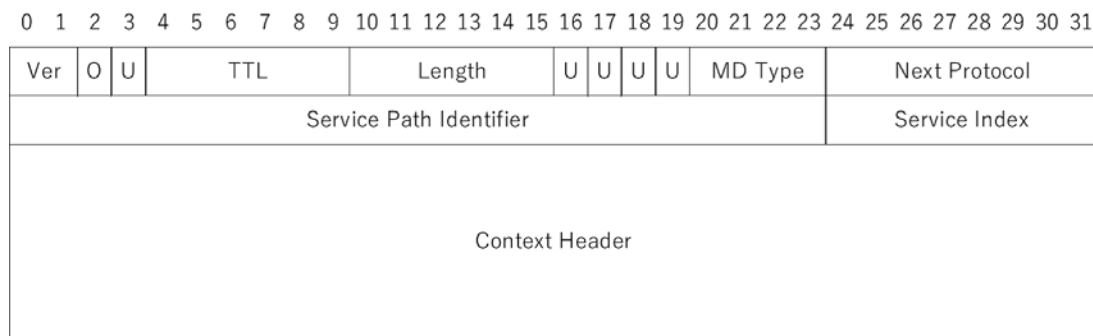 0 1 2 3 4 5 6 7 8 9 10 11 12 13 14 15 16 17 18 19 20 21 22 23 24 25 26 27 28 29 30 31
Ver O U TTL Length U U U U MD Type Next Protocol
Service Path Identifier Service Index
Context Header